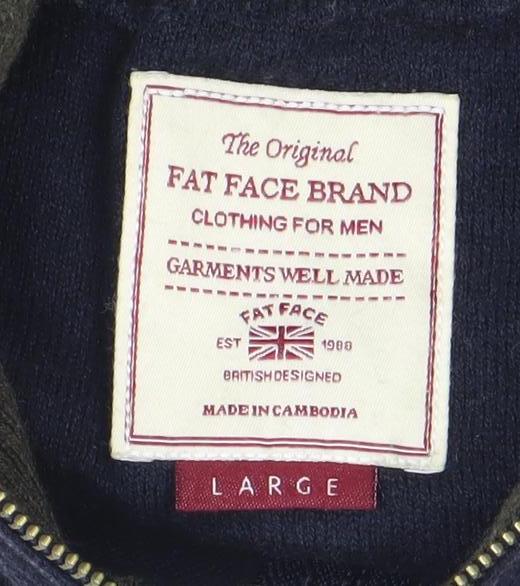 The Original
FAT FACE BRAND
CLOTHING FOR MEN
GARMENTS WELL MADE
FAT FACE
EST 1988
BRITISH DESIGNED
MADE IN CAMBODIA
LARGE